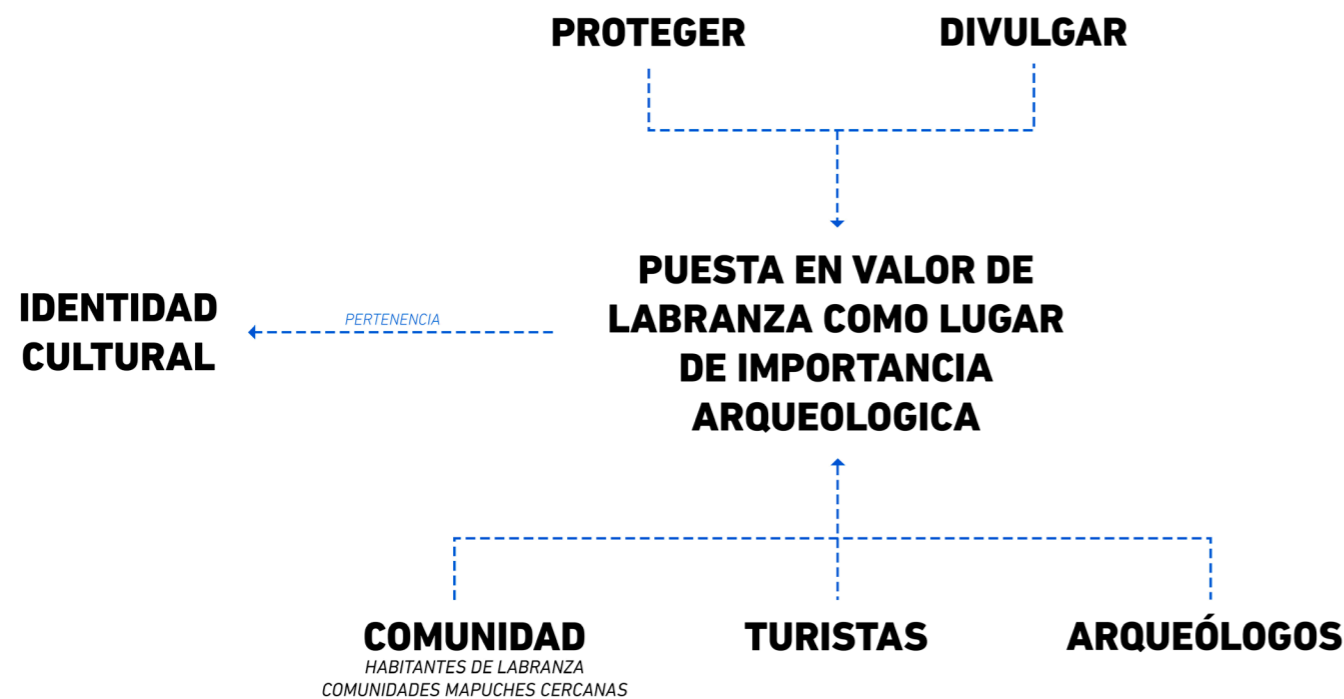 PROTEGER
DIVULGAR
PUESTA EN VALOR DE
LABRANZA COMO LUGAR
DE IMPORTANCIA
ARQUEOLOGICA
IDENTIDAD
CULTURAL
PERTENENCIA
COMUNIDAD
HABITANTES DE LABRANZA
COMUNIDADES MAPUCHES CERCANAS
TURISTAS
ARQUEÓLOGOS